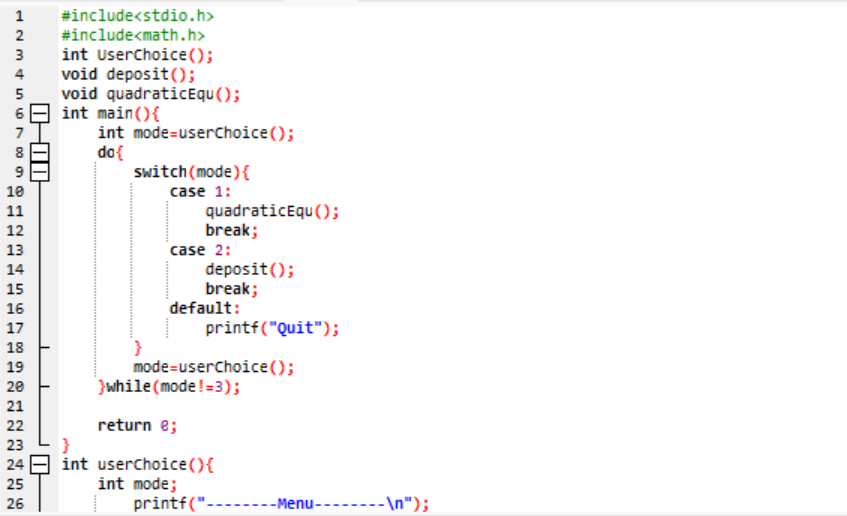 1 #include<stdio.h>
2 #include<math.h>
3 int UserChoice();
4 void deposit();
5 void quadraticEqu();
6 int main(){
7 int mode=userChoice();
8 do{
9 switch(mode){
10 case 1:
11 quadraticEqu();
12 break;
13 case 2:
14 deposit();
15 break;
16 default:
17 printf("Quit");
18 }
19 mode=userChoice();
20 }while(mode!=3);
21
22 return 0;
23 }
24 int userChoice(){
25 int mode;
26 printf("--------Menu--------\n");